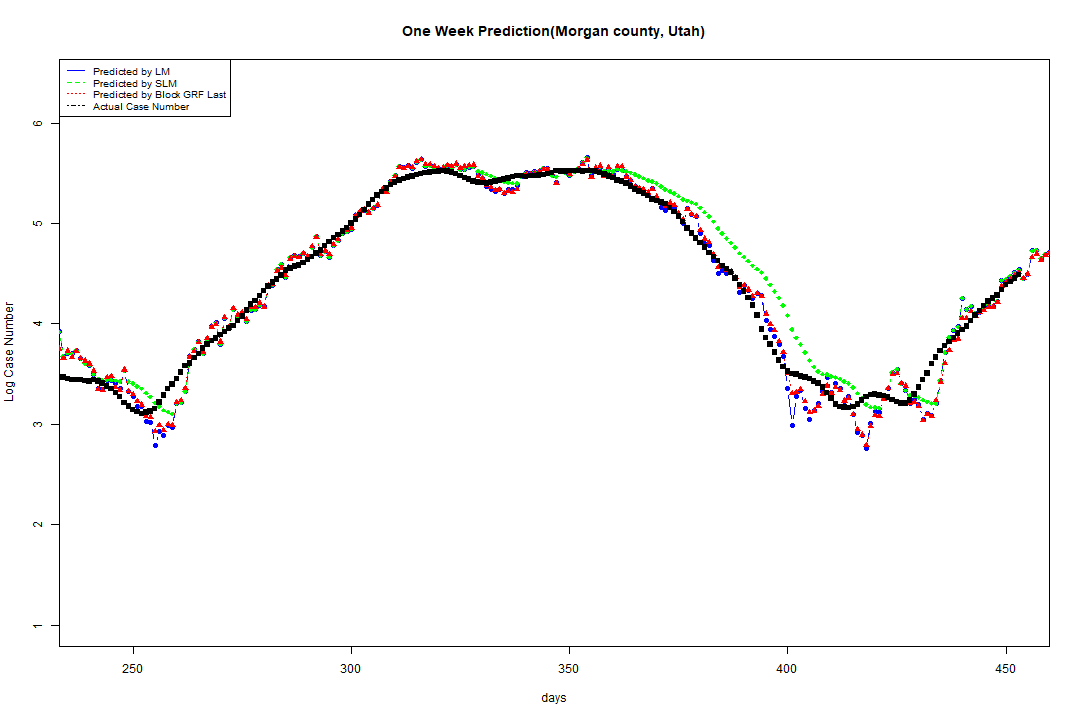 One Week Prediction(Morgan county, Utah)
Predicted by LM
Predicted by SLM
Predicted by Block GRF Last
Actual Case Number
Log Case Number
6
5
4
3
2
1
250 300 350 400 450
days